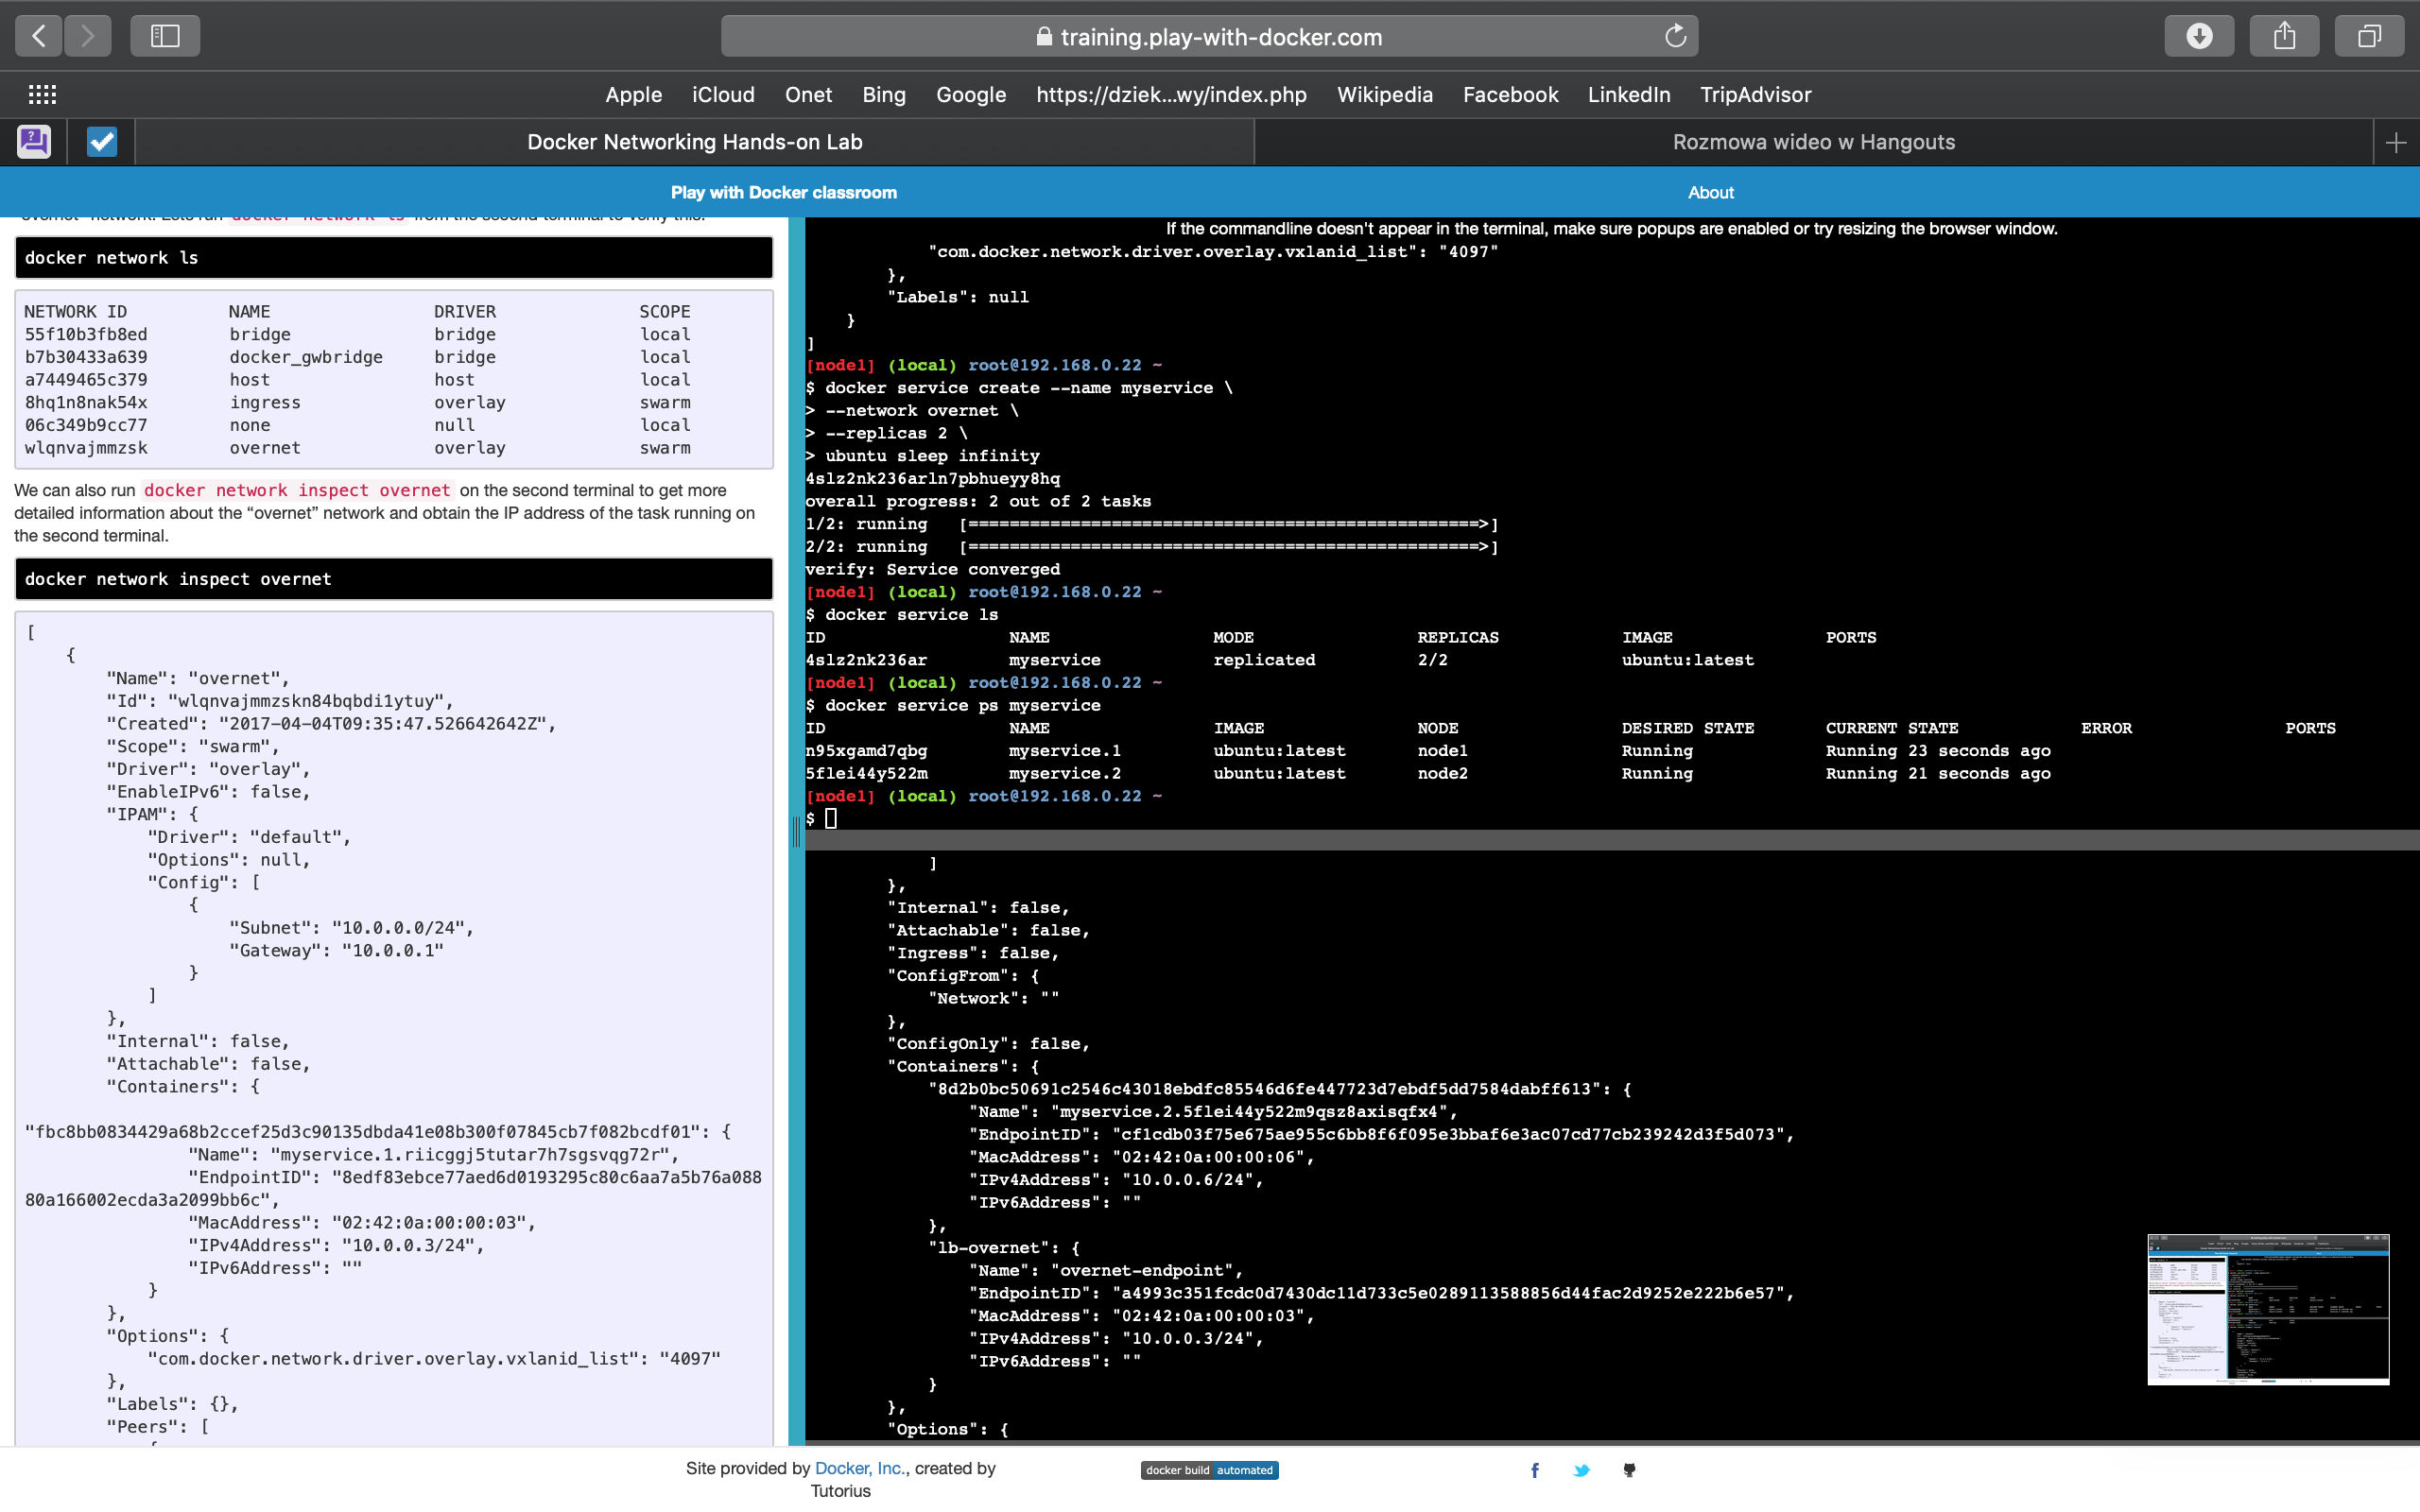 training.play-with-docker.com
Apple iCloud Onet Bing Google https://dziek...wy/index.php Wikipedia Facebook LinkedIn TripAdvisor
Docker Networking Hands-on Lab
Rozmowa wideo w Hangouts
Play with Docker classroom
About
docker network ls
NETWORK ID NAME DRIVER SCOPE
55f10b3fb8ed bridge bridge local
b7b30433a639 docker_gwbridge bridge local
a7449465c379 host host local
8hq1n8nak54x ingress overlay swarm
06c349b9cc77 none null local
wlqnvajmmzsk overnet overlay swarm
We can also run docker network inspect overnet on the second terminal to get more
detailed information about the “overnet” network and obtain the IP address of the task running on
the second terminal.
docker network inspect overnet
[
{
"Name": "overnet",
"Id": "wlqnvajmmzskn84bqbdi1ytuy",
"Created": "2017-04-04T09:35:47.526642642Z",
"Scope": "swarm",
"Driver": "overlay",
"EnableIPv6": false,
"IPAM": {
"Driver": "default",
"Options": null,
"Config": [
{
"Subnet": "10.0.0.0/24",
"Gateway": "10.0.0.1"
}
]
},
"Internal": false,
"Attachable": false,
"Containers": {
"fbc8bb0834429a68b2ccef25d3c90135dbda41e08b300f07845cb7f082bcdf01": {
"Name": "myservice.1.riicggj5tutar7h7sgsvqg72r",
"EndpointID": "8edf83ebce77aed6d0193295c80c6aa7a5b76a088
80a166002ecda3a2099bb6c",
"MacAddress": "02:42:0a:00:00:03",
"IPv4Address": "10.0.0.3/24",
"IPv6Address": ""
}
},
"Options": {
"com.docker.network.driver.overlay.vxlanid_list": "4097"
},
"Labels": {},
"Peers": [
If the commandline doesn't appear in the terminal, make sure popups are enabled or try resizing the browser window.
"com.docker.network.driver.overlay.vxlanid_list": "4097"
},
"Labels": null
}
]
[node1] (local) root@192.168.0.22 ~
$ docker service create --name myservice \
> --network overnet \
> --replicas 2 \
> ubuntu sleep infinity
4slz2nk236arln7pbhueyy8hq
overall progress: 2 out of 2 tasks
1/2: running [==================================================>]
2/2: running [==================================================>]
verify: Service converged
[node1] (local) root@192.168.0.22 ~
$ docker service ls
ID NAME MODE REPLICAS IMAGE PORTS
4slz2nk236ar myservice replicated 2/2 ubuntu:latest
[node1] (local) root@192.168.0.22 ~
$ docker service ps myservice
ID NAME IMAGE NODE DESIRED STATE CURRENT STATE ERROR PORTS
n95xgamd7qbg myservice.1 ubuntu:latest node1 Running Running 23 seconds ago
5flei44y522m myservice.2 ubuntu:latest node2 Running Running 21 seconds ago
[node1] (local) root@192.168.0.22 ~
$
]
},
"Internal": false,
"Attachable": false,
"Ingress": false,
"ConfigFrom": {
"Network": ""
},
"ConfigOnly": false,
"Containers": {
"8d2b0bc50691c2546c43018ebdfc85546d6fe447723d7ebdf5dd7584dabff613": {
"Name": "myservice.2.5flei44y522m9qsz8axisqfx4",
"EndpointID": "cf1cdb03f75e675ae955c6bb8f6f095e3bbaf6e3ac07cd77cb239242d3f5d073",
"MacAddress": "02:42:0a:00:00:06",
"IPv4Address": "10.0.0.6/24",
"IPv6Address": ""
},
"lb-overnet": {
"Name": "overnet-endpoint",
"EndpointID": "a4993c351fcdc0d7430dc11d733c5e0289113588856d44fac2d9252e222b6e57",
"MacAddress": "02:42:0a:00:00:03",
"IPv4Address": "10.0.0.3/24",
"IPv6Address": ""
}
},
"Options": {
Site provided by Docker, Inc., created by
Tutorius
docker build automated